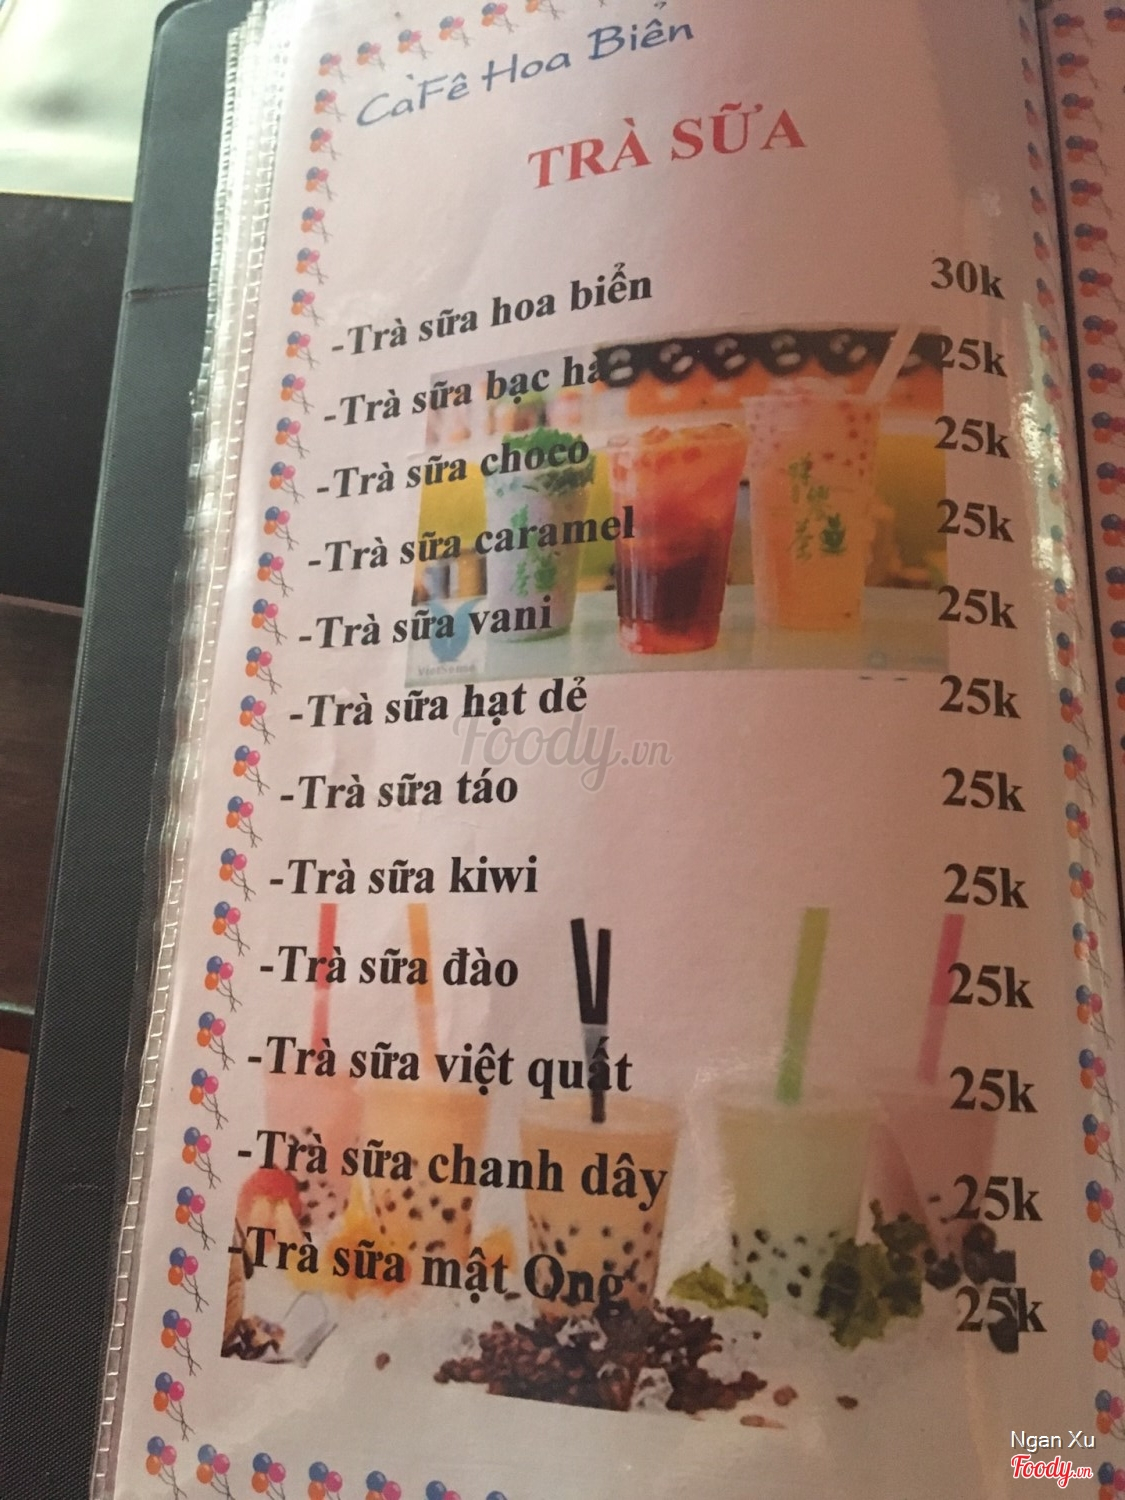 CàFê Hoa Biển
TRÀ SỮA
-Trà sữa hoa biển 30k
-Trà sữa bạc hà 25k
-Trà sữa choco 25k
-Trà sữa caramel 25k
-Trà sữa vani 25k
-Trà sữa hạt dẻ 25k
-Trà sữa táo 25k
-Trà sữa kiwi 25k
-Trà sữa đào 25k
-Trà sữa việt quất 25k
-Trà sữa chanh dây 25k
-Trà sữa mật Ong 25k
VietSense
Foody.vn
Ngan Xu
Foody.vn